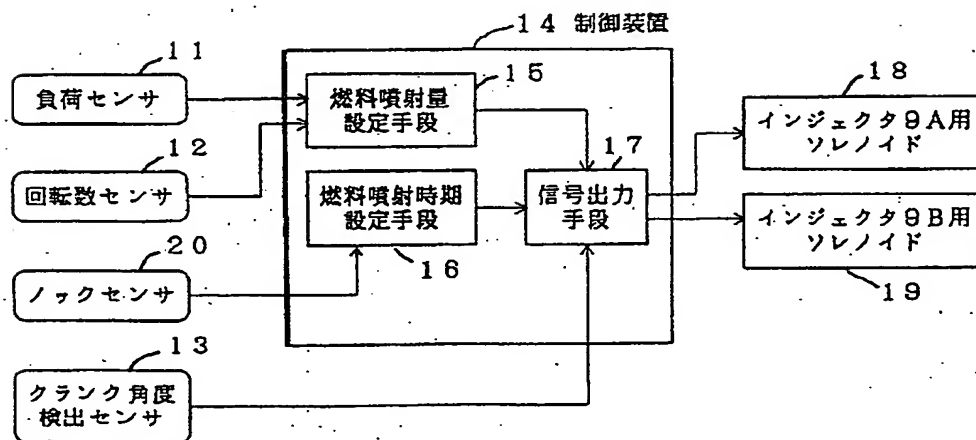 14 制御装置
11
負荷センサ
12
回転数センサ
20
ノックセンサ
13
クランク角度
検出センサ
15
燃料噴射量
設定手段
燃料噴射時期
設定手段
16
17
信号出力
手段
18
インジェクタ9A用
ソレノイド
インジェクタ9B用
ソレノイド
19